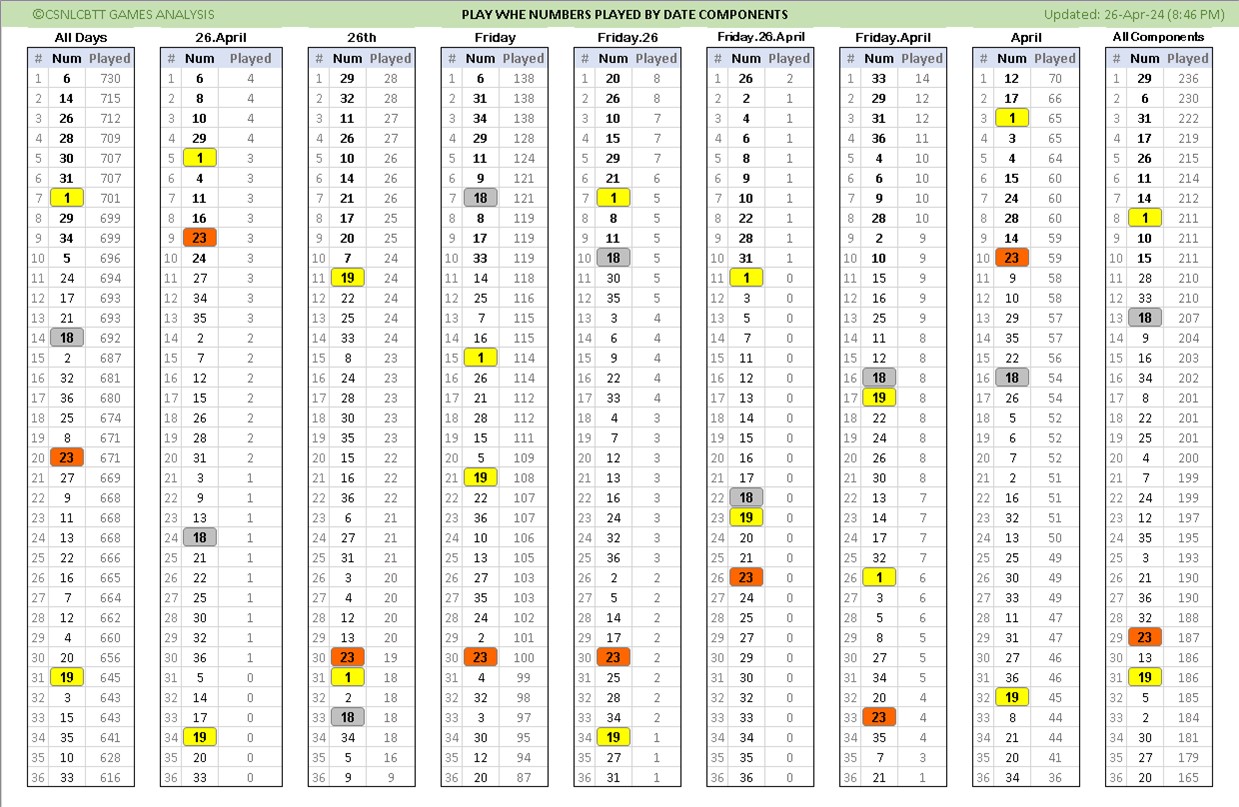 ©CSNLCBTT GAMES ANALYSIS PLAY WHE NUMBERS PLAYED BY DATE COMPONENTS Updated: 26-Apr-24 (8:46 PM)
All Days 26.April 26th Friday Friday.26 Friday.26.April Friday.April April All Components
# Num Played # Num Played # Num Played # Num Played # Num Played # Num Played # Num Played # Num Played # Num Played
1 6 730 1 6 4 1 29 28 1 6 138 1 20 8 1 26 2 1 33 14 1 12 70 1 29 236
2 14 715 2 8 4 2 32 28 2 31 138 2 26 8 2 2 1 2 29 12 2 17 66 2 6 230
3 26 712 3 10 4 3 11 27 3 34 138 3 10 7 3 4 1 3 31 12 3 1 65 3 31 222
4 28 709 4 29 4 4 26 27 4 29 128 4 15 7 4 6 1 4 36 11 4 3 65 4 17 219
5 30 707 5 1 3 5 10 26 5 11 124 5 29 7 5 8 1 5 4 10 5 4 64 5 26 215
6 31 707 6 4 3 6 14 26 6 9 121 6 21 6 6 9 1 6 6 10 6 15 60 6 11 214
7 1 701 7 11 3 7 21 26 7 18 121 7 1 5 7 10 1 7 9 10 7 24 60 7 14 212
8 29 699 8 16 3 8 17 25 8 8 119 8 8 5 8 22 1 8 28 10 8 28 60 8 1 211
9 34 699 9 23 3 9 20 25 9 17 119 9 11 5 9 28 1 9 2 9 9 14 59 9 10 211
10 5 696 10 24 3 10 7 24 10 33 119 10 18 5 10 31 1 10 10 9 10 23 59 10 15 211
11 24 694 11 27 3 11 19 24 11 14 118 11 30 5 11 1 0 11 15 9 11 9 58 11 28 210
12 17 693 12 34 3 12 22 24 12 25 116 12 35 5 12 3 0 12 16 9 12 10 58 12 33 210
13 21 693 13 35 3 13 25 24 13 7 115 13 3 4 13 5 0 13 25 9 13 29 57 13 18 207
14 18 692 14 2 2 14 33 24 14 16 115 14 6 4 14 7 0 14 11 8 14 35 57 14 9 204
15 2 687 15 7 2 15 8 23 15 1 114 15 9 4 15 11 0 15 12 8 15 22 56 15 16 203
16 32 681 16 12 2 16 24 23 16 26 114 16 22 4 16 12 0 16 18 8 16 18 54 16 34 202
17 36 680 17 15 2 17 28 23 17 21 112 17 33 4 17 13 0 17 19 8 17 26 54 17 8 201
18 25 674 18 26 2 18 30 23 18 28 112 18 4 3 18 14 0 18 22 8 18 5 52 18 22 201
19 8 671 19 28 2 19 35 23 19 15 111 19 7 3 19 15 0 19 24 8 19 6 52 19 25 201
20 23 671 20 31 2 20 15 22 20 5 109 20 12 3 20 16 0 20 26 8 20 7 52 20 4 200
21 27 669 21 3 1 21 16 22 21 19 108 21 13 3 21 17 0 21 30 8 21 2 51 21 7 199
22 9 668 22 9 1 22 36 22 22 22 107 22 16 3 22 18 0 22 13 7 22 16 51 22 24 199
23 11 668 23 13 1 23 6 21 23 36 107 23 24 3 23 19 0 23 14 7 23 32 51 23 12 197
24 13 668 24 18 1 24 27 21 24 10 106 24 32 3 24 20 0 24 17 7 24 13 50 24 35 195
25 22 666 25 21 1 25 31 21 25 13 105 25 36 3 25 21 0 25 32 7 25 25 49 25 3 193
26 16 665 26 22 1 26 3 20 26 27 103 26 2 2 26 23 0 26 1 6 26 30 49 26 21 190
27 7 664 27 25 1 27 4 20 27 35 103 27 5 2 27 24 0 27 3 6 27 33 49 27 36 190
28 12 662 28 30 1 28 12 20 28 24 102 28 14 2 28 25 0 28 5 6 28 11 47 28 32 188
29 4 660 29 32 1 29 13 20 29 2 101 29 17 2 29 27 0 29 8 5 29 31 47 29 23 187
30 20 656 30 36 1 30 23 19 30 23 100 30 23 2 30 29 0 30 27 5 30 27 46 30 13 186
31 19 645 31 5 0 31 1 18 31 4 99 31 25 2 31 30 0 31 34 5 31 36 46 31 19 186
32 3 643 32 14 0 32 2 18 32 32 98 32 28 2 32 32 0 32 20 4 32 19 45 32 5 185
33 15 643 33 17 0 33 18 18 33 3 97 33 34 2 33 33 0 33 23 4 33 8 44 33 2 184
34 35 641 34 19 0 34 34 18 34 30 95 34 19 1 34 34 0 34 35 4 34 21 44 34 30 181
35 10 628 35 20 0 35 5 16 35 12 94 35 27 1 35 35 0 35 7 3 35 20 41 35 27 179
36 33 616 36 33 0 36 9 9 36 20 87 36 31 1 36 36 0 36 21 1 36 34 36 36 20 165